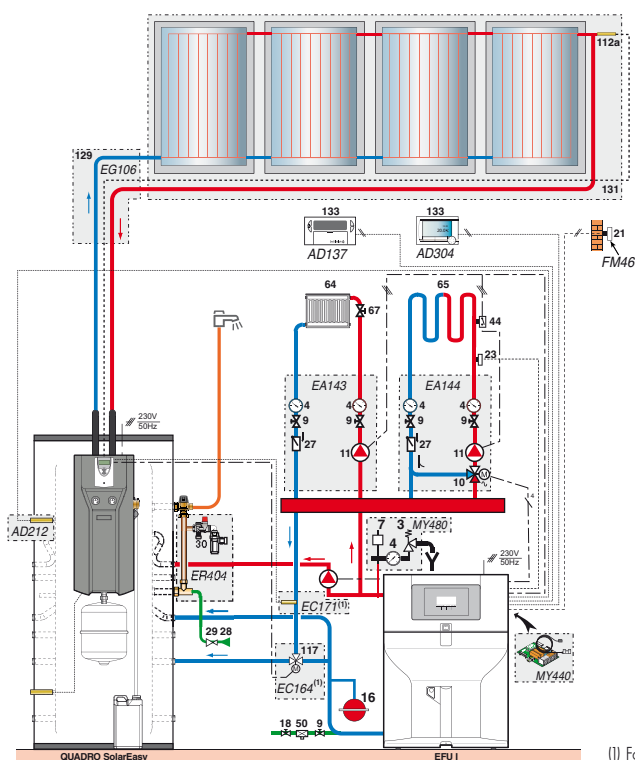 112a
129
EG106
131
133
133
21
AD137
AD304
FM46
64
65
67
44
23
EA143
EA144
4
4
4
4
9
9
9
9
27
11
27
11
10
M
230V
50Hz
AD212
7
3
MY480
4
30
ER404
4
230V
50Hz
EC171(1)
29
28
117
M
EC164(1)
16
MY440
18
50
9
QUADRO SolarEasy
EFU I
(1) Fo